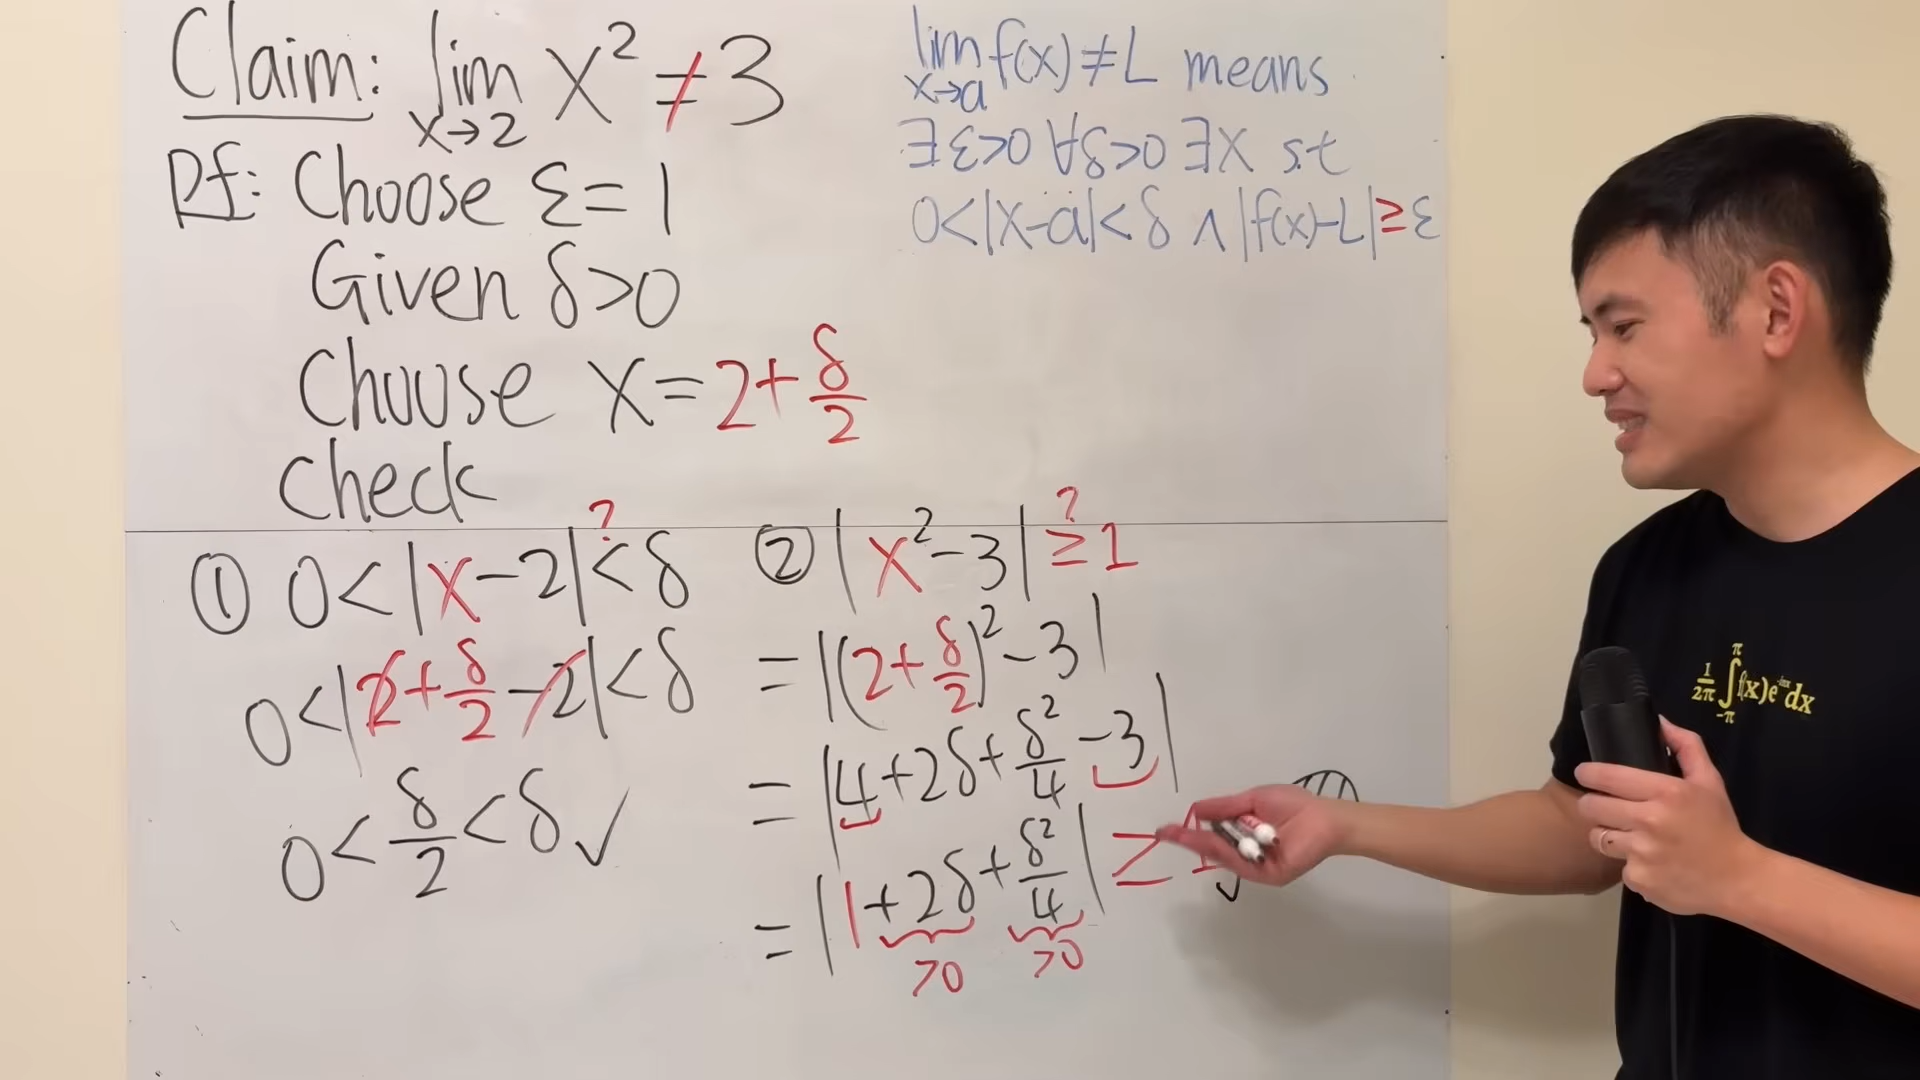 Claim: lim x→2 x² ≠ 3
Pf: Choose ε = 1
Given δ>0
Choose x = 2 + δ/2
Check
① 0 < |x - 2| <? δ
0 < |2 + δ/2 - 2| < δ
0 < δ/2 < δ ✓
② |x² - 3| ≥? 1
= |(2 + δ/2)² - 3|
= |4 + 2δ + δ²/4 - 3|
= |1 + 2δ + δ²/4| ≥ 1 ✓
>0 >0
lim x→a f(x) ≠ L means
∃ ε>0 ∀δ>0 ∃x s.t
0<|x-a|<δ ∧ |f(x)-L| ≥ ε
1/2π ∫_{-π}^{π} f(x)e^{-inx}dx